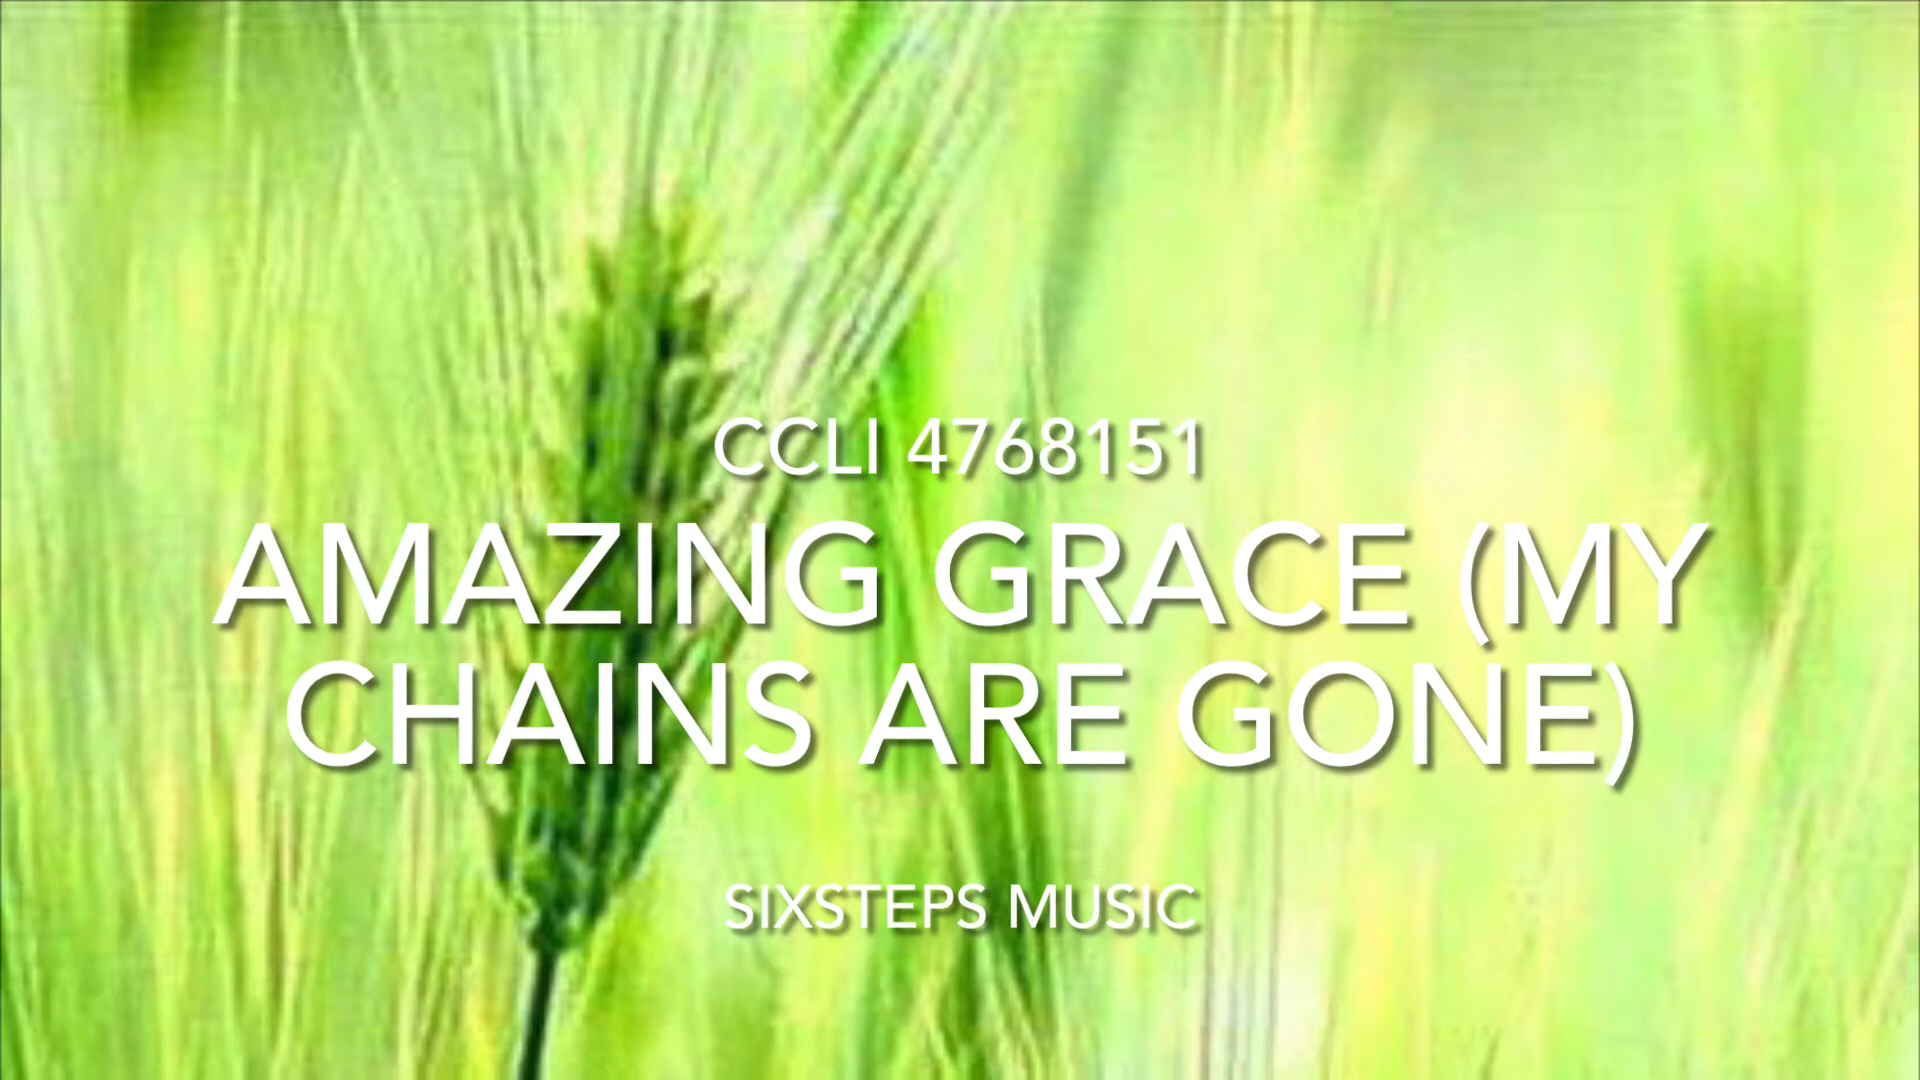 CCLI 4768151
AMAZING GRACE (MY
CHAINS ARE GONE)
SIXSTEPS MUSIC